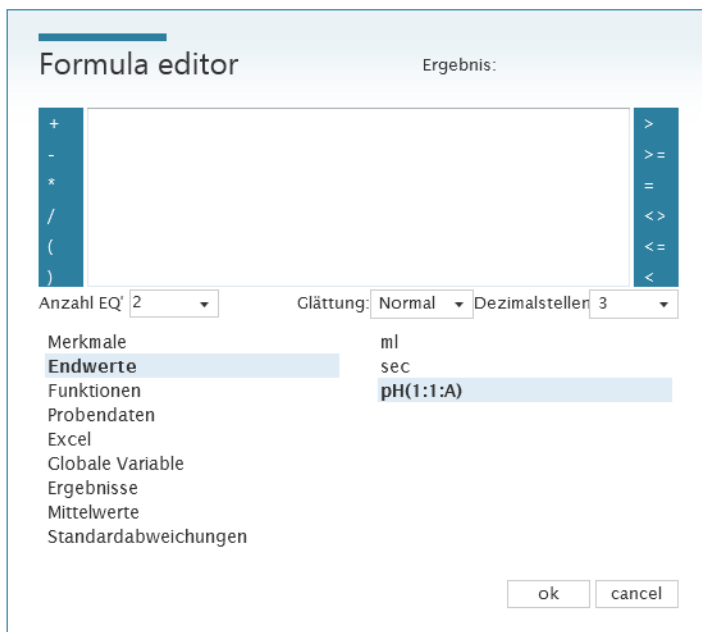 Formula editor
Ergebnis:
+
-
*
/
(
)
>
>=
=
<>
<=
<
Anzahl EQ' 2
Glättung: Normal
Dezimalstellen 3
Merkmale
Endwerte
Funktionen
Probendaten
Excel
Globale Variable
Ergebnisse
Mittelwerte
Standardabweichungen
ml
sec
pH(1:1:A)
ok
cancel